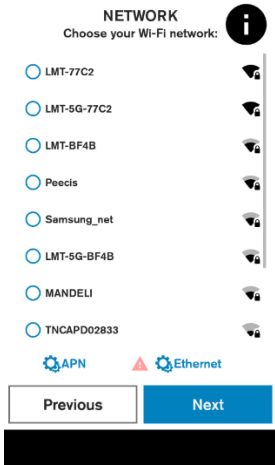 NETWORK
Choose your Wi-Fi network:
i
LMT-77C2
LMT-5G-77C2
LMT-BF4B
Peecis
Samsung_net
LMT-5G-BF4B
MANDELI
TNCAPD02833
APN
Ethernet
Previous
Next